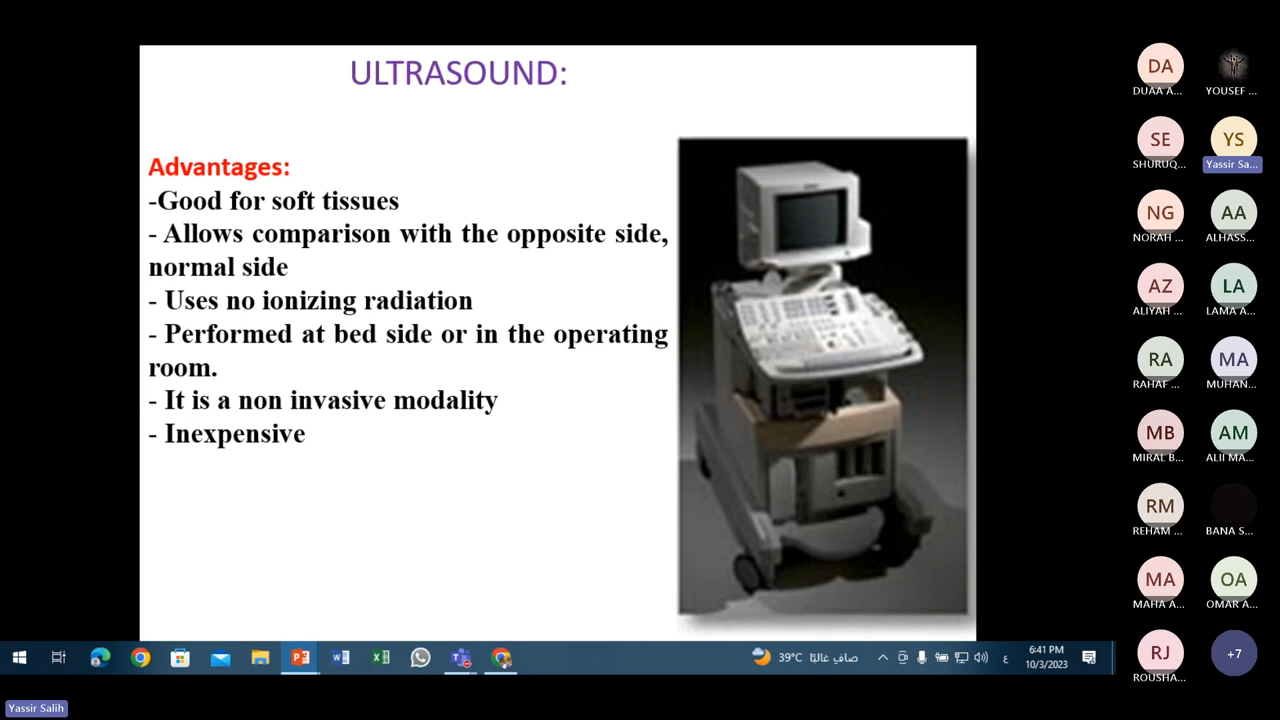 ULTRASOUND:
Advantages:
-Good for soft tissues
- Allows comparison with the opposite side,
normal side
- Uses no ionizing radiation
- Performed at bed side or in the operating
room.
- It is a non invasive modality
- Inexpensive
DA
DUAA A...
YOUSEF ...
SE
SHURUQ...
YS
Yassir Sa...
NG
NORAH ...
AA
ALHASS...
AZ
ALIYAH ...
LA
LAMA A...
RA
RAHAF ...
MA
MUHAN...
MB
MIRAL B...
AM
ALII MA...
RM
REHAM ...
BANA S...
MA
MAHA A...
OA
OMAR A...
RJ
ROUSHA...
+7
39°C صافي غالبًا
ع
6:41 PM
10/3/2023
Yassir Salih